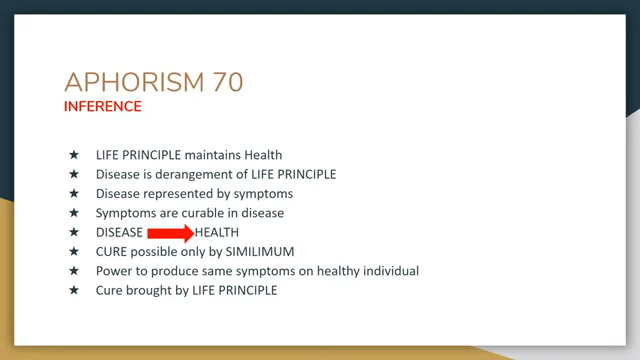 APHORISM 70
INFERENCE
★ LIFE PRINCIPLE maintains Health
★ Disease is derangement of LIFE PRINCIPLE
★ Disease represented by symptoms
★ Symptoms are curable in disease
★ DISEASE HEALTH
★ CURE possible only by SIMILIMUM
★ Power to produce same symptoms on healthy individual
★ Cure brought by LIFE PRINCIPLE